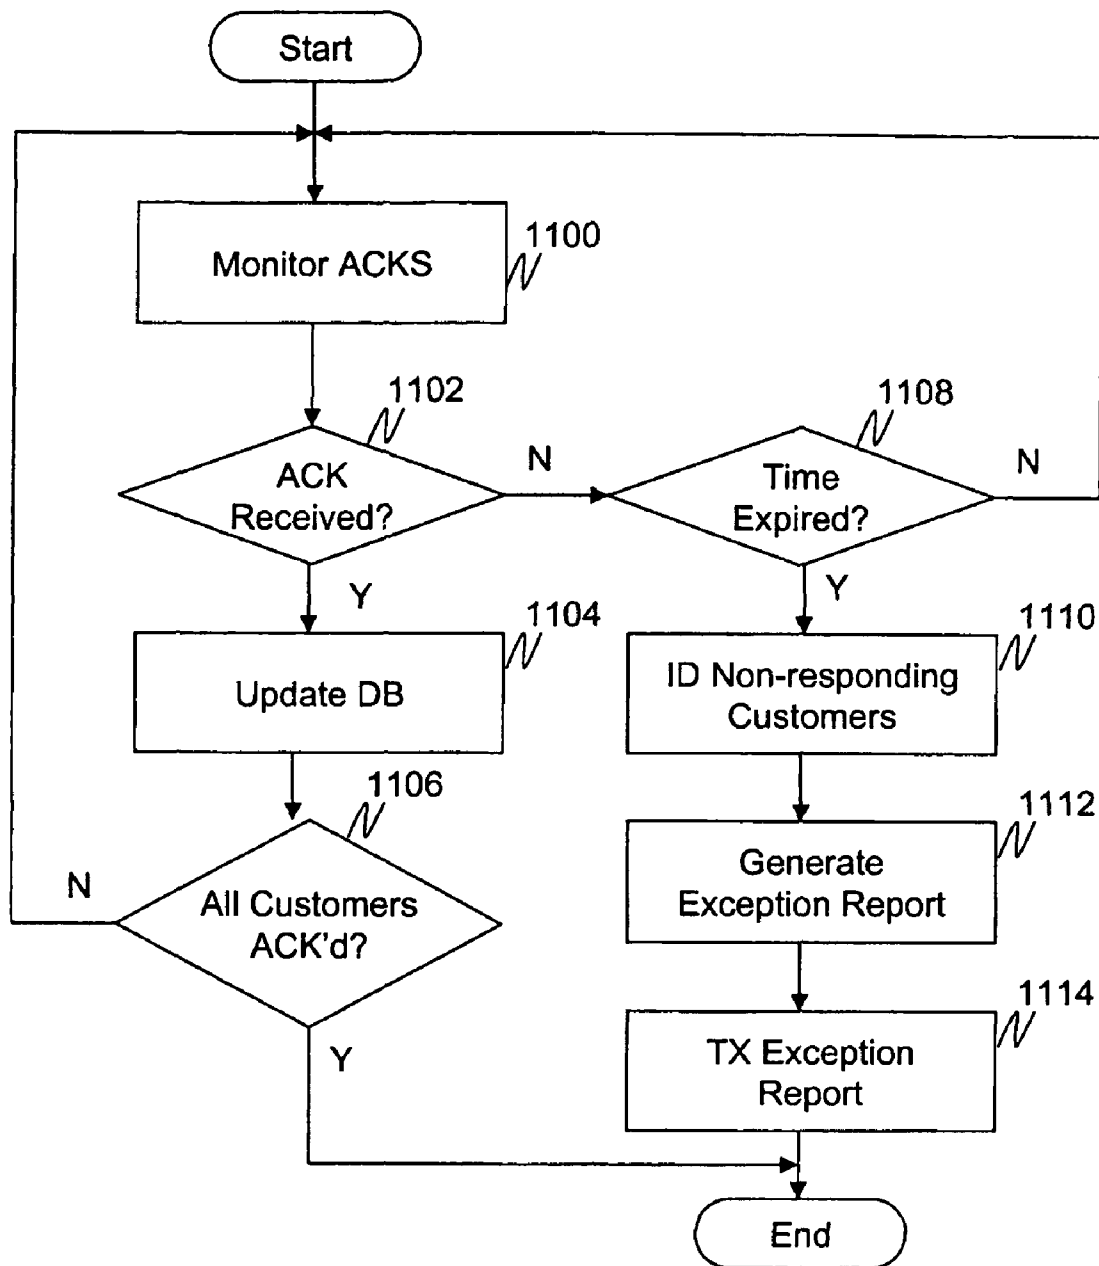 Start
1100
Monitor ACKS
1102
1108
ACK
Received?
N
Time
Expired?
N
Y
Y
1104
1110
Update DB
ID Non-responding
Customers
1106
1112
N
All Customers
ACK'd?
Generate
Exception Report
1114
Y
TX Exception
Report
End